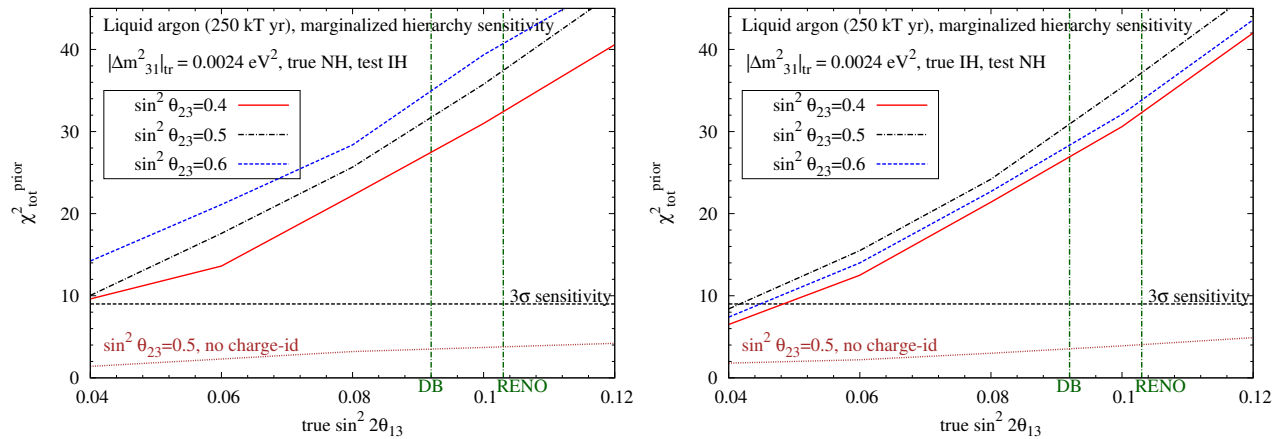 Liquid argon (250 kT yr), marginalized hierarchy sensitivity
|Δm²₃₁|ₜᵣ = 0.0024 eV², true NH, test IH
sin² θ₂₃=0.4
sin² θ₂₃=0.5
sin² θ₂₃=0.6
3σ sensitivity
sin² θ₂₃=0.5, no charge-id
χ²ₜₒₜ ᵖʳⁱᵒʳ
0
10
20
30
40
0.04
0.06
0.08
0.1
0.12
DB
RENO
true sin² 2θ₁₃
Liquid argon (250 kT yr), marginalized hierarchy sensitivity
|Δm²₃₁|ₜᵣ = 0.0024 eV², true IH, test NH
sin² θ₂₃=0.4
sin² θ₂₃=0.5
sin² θ₂₃=0.6
3σ sensitivity
sin² θ₂₃=0.5, no charge-id
χ²ₜₒₜ ᵖʳⁱᵒʳ
0
10
20
30
40
0.04
0.06
0.08
0.1
0.12
DB
RENO
true sin² 2θ₁₃